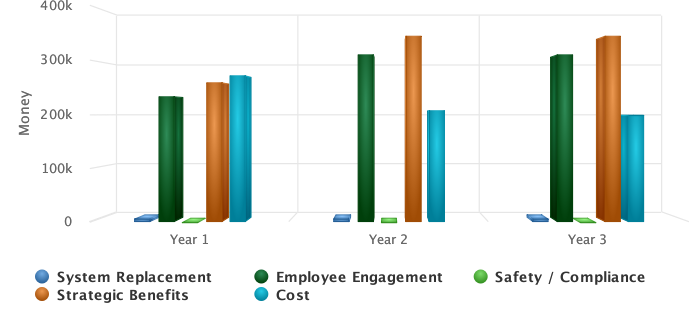 400k
300k
200k
100k
0
Money
Year 1 Year 2 Year 3
System Replacement Employee Engagement Safety / Compliance
Strategic Benefits Cost